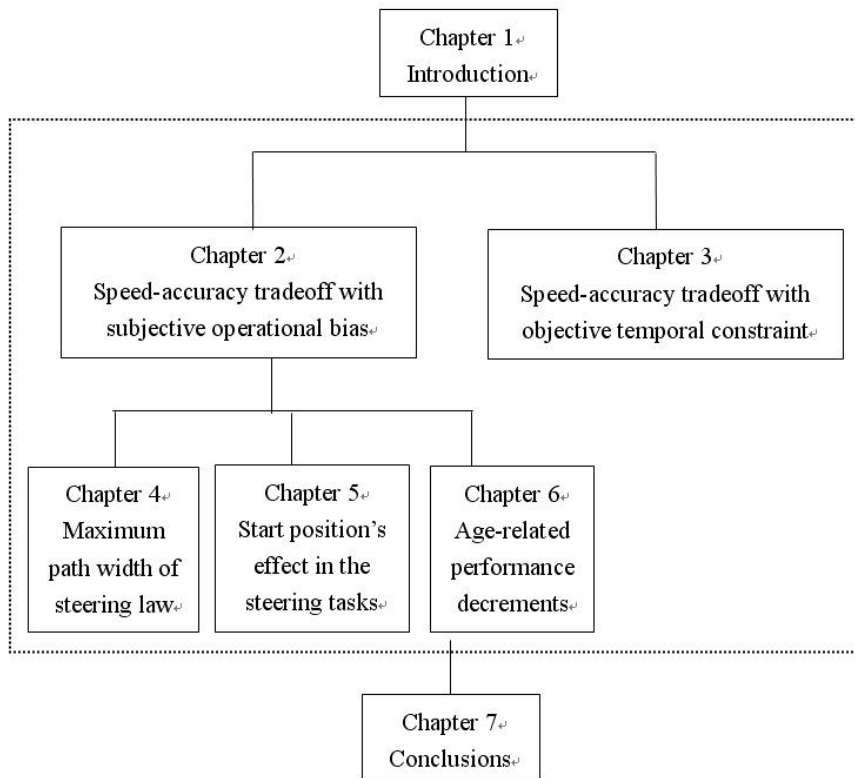 Chapter 1
Introduction
Chapter 2
Speed-accuracy tradeoff with
subjective operational bias
Chapter 3
Speed-accuracy tradeoff with
objective temporal constraint
Chapter 4
Maximum
path width of
steering law
Chapter 5
Start position’s
effect in the
steering tasks
Chapter 6
Age-related
performance
decrements
Chapter 7
Conclusions